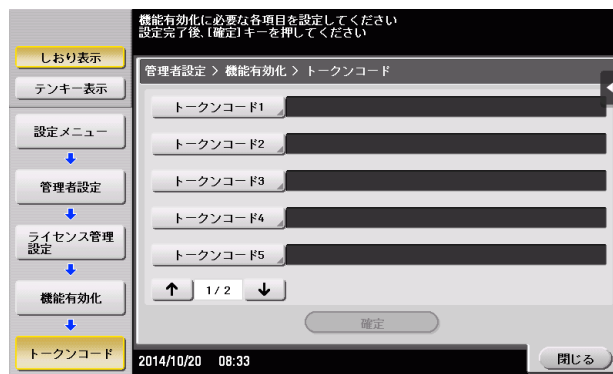 機能有効化に必要な各項目を設定してください
設定完了後、[確定]キーを押してください
しおり表示
テンキー表示
設定メニュー
管理者設定
ライセンス管理
設定
機能有効化
トークンコード
管理者設定 > 機能有効化 > トークンコード
トークンコード1
トークンコード2
トークンコード3
トークンコード4
トークンコード5
↑ 1/ 2 ↓
確定
2014/10/20 08:33
閉じる